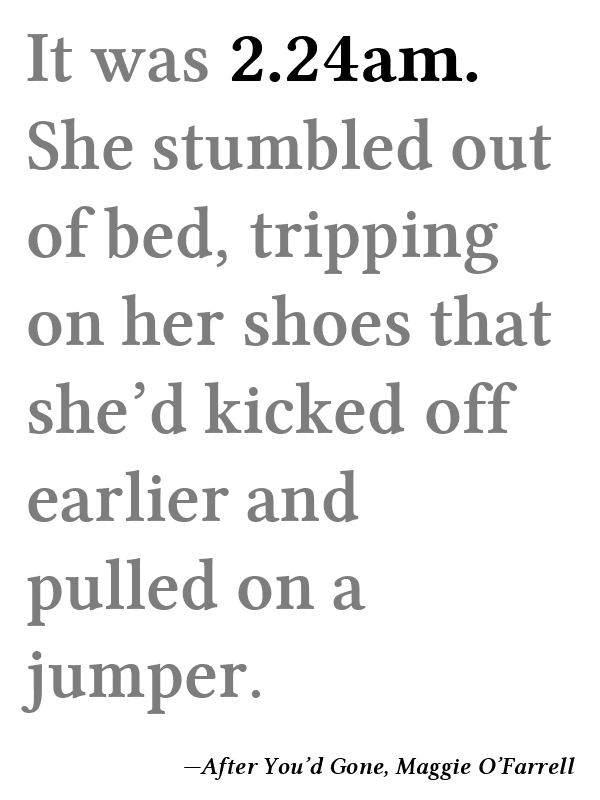 It was 2.24am.
She stumbled out
of bed, tripping
on her shoes that
she’d kicked off
earlier and
pulled on a
jumper.
—After You’d Gone, Maggie O’Farrell